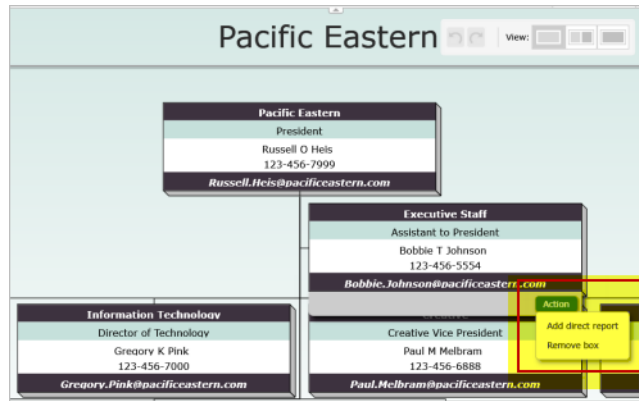 Pacific Eastern
View:
Pacific Eastern
President
Russell O Heis
123-456-7999
Russell.Heis@pacificeastern.com
Executive Staff
Assistant to President
Bobbie T Johnson
123-456-5554
Bobbie.Johnson@pacificeastern.com
Action
Add direct report
Remove box
Information Technology
Director of Technology
Gregory K Pink
123-456-7000
Gregory.Pink@pacificeastern.com
Creative
Creative Vice President
Paul M Melbram
123-456-6888
Paul.Melbram@pacificeastern.com